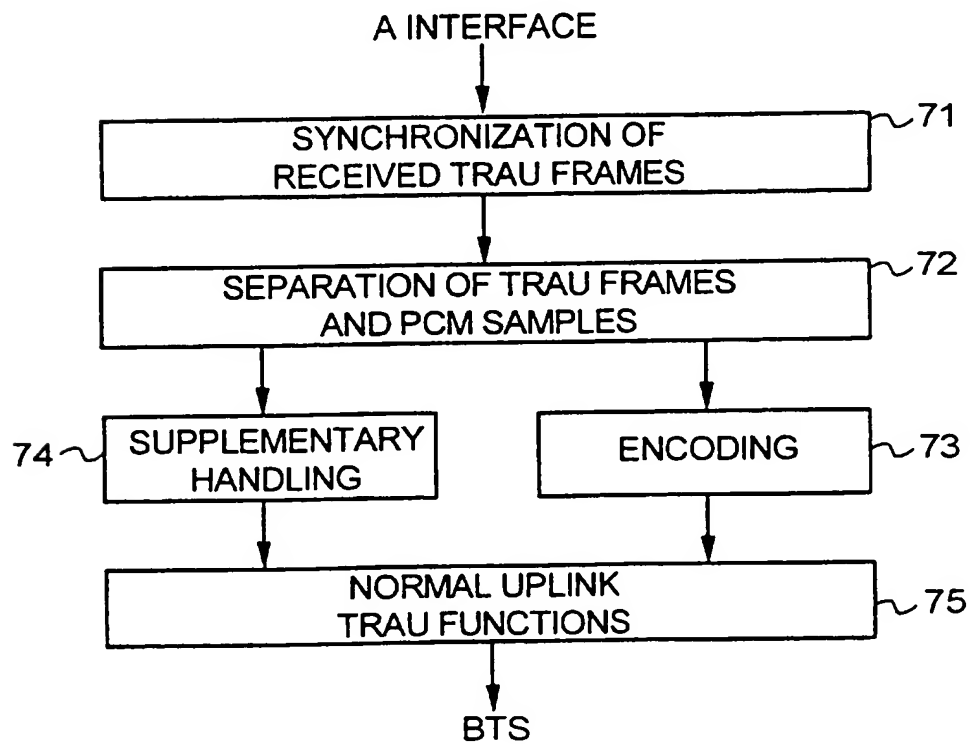 A INTERFACE
71
SYNCHRONIZATION OF
RECEIVED TRAU FRAMES
72
SEPARATION OF TRAU FRAMES
AND PCM SAMPLES
74
SUPPLEMENTARY
HANDLING
ENCODING
73
NORMAL UPLINK
TRAU FUNCTIONS
75
BTS